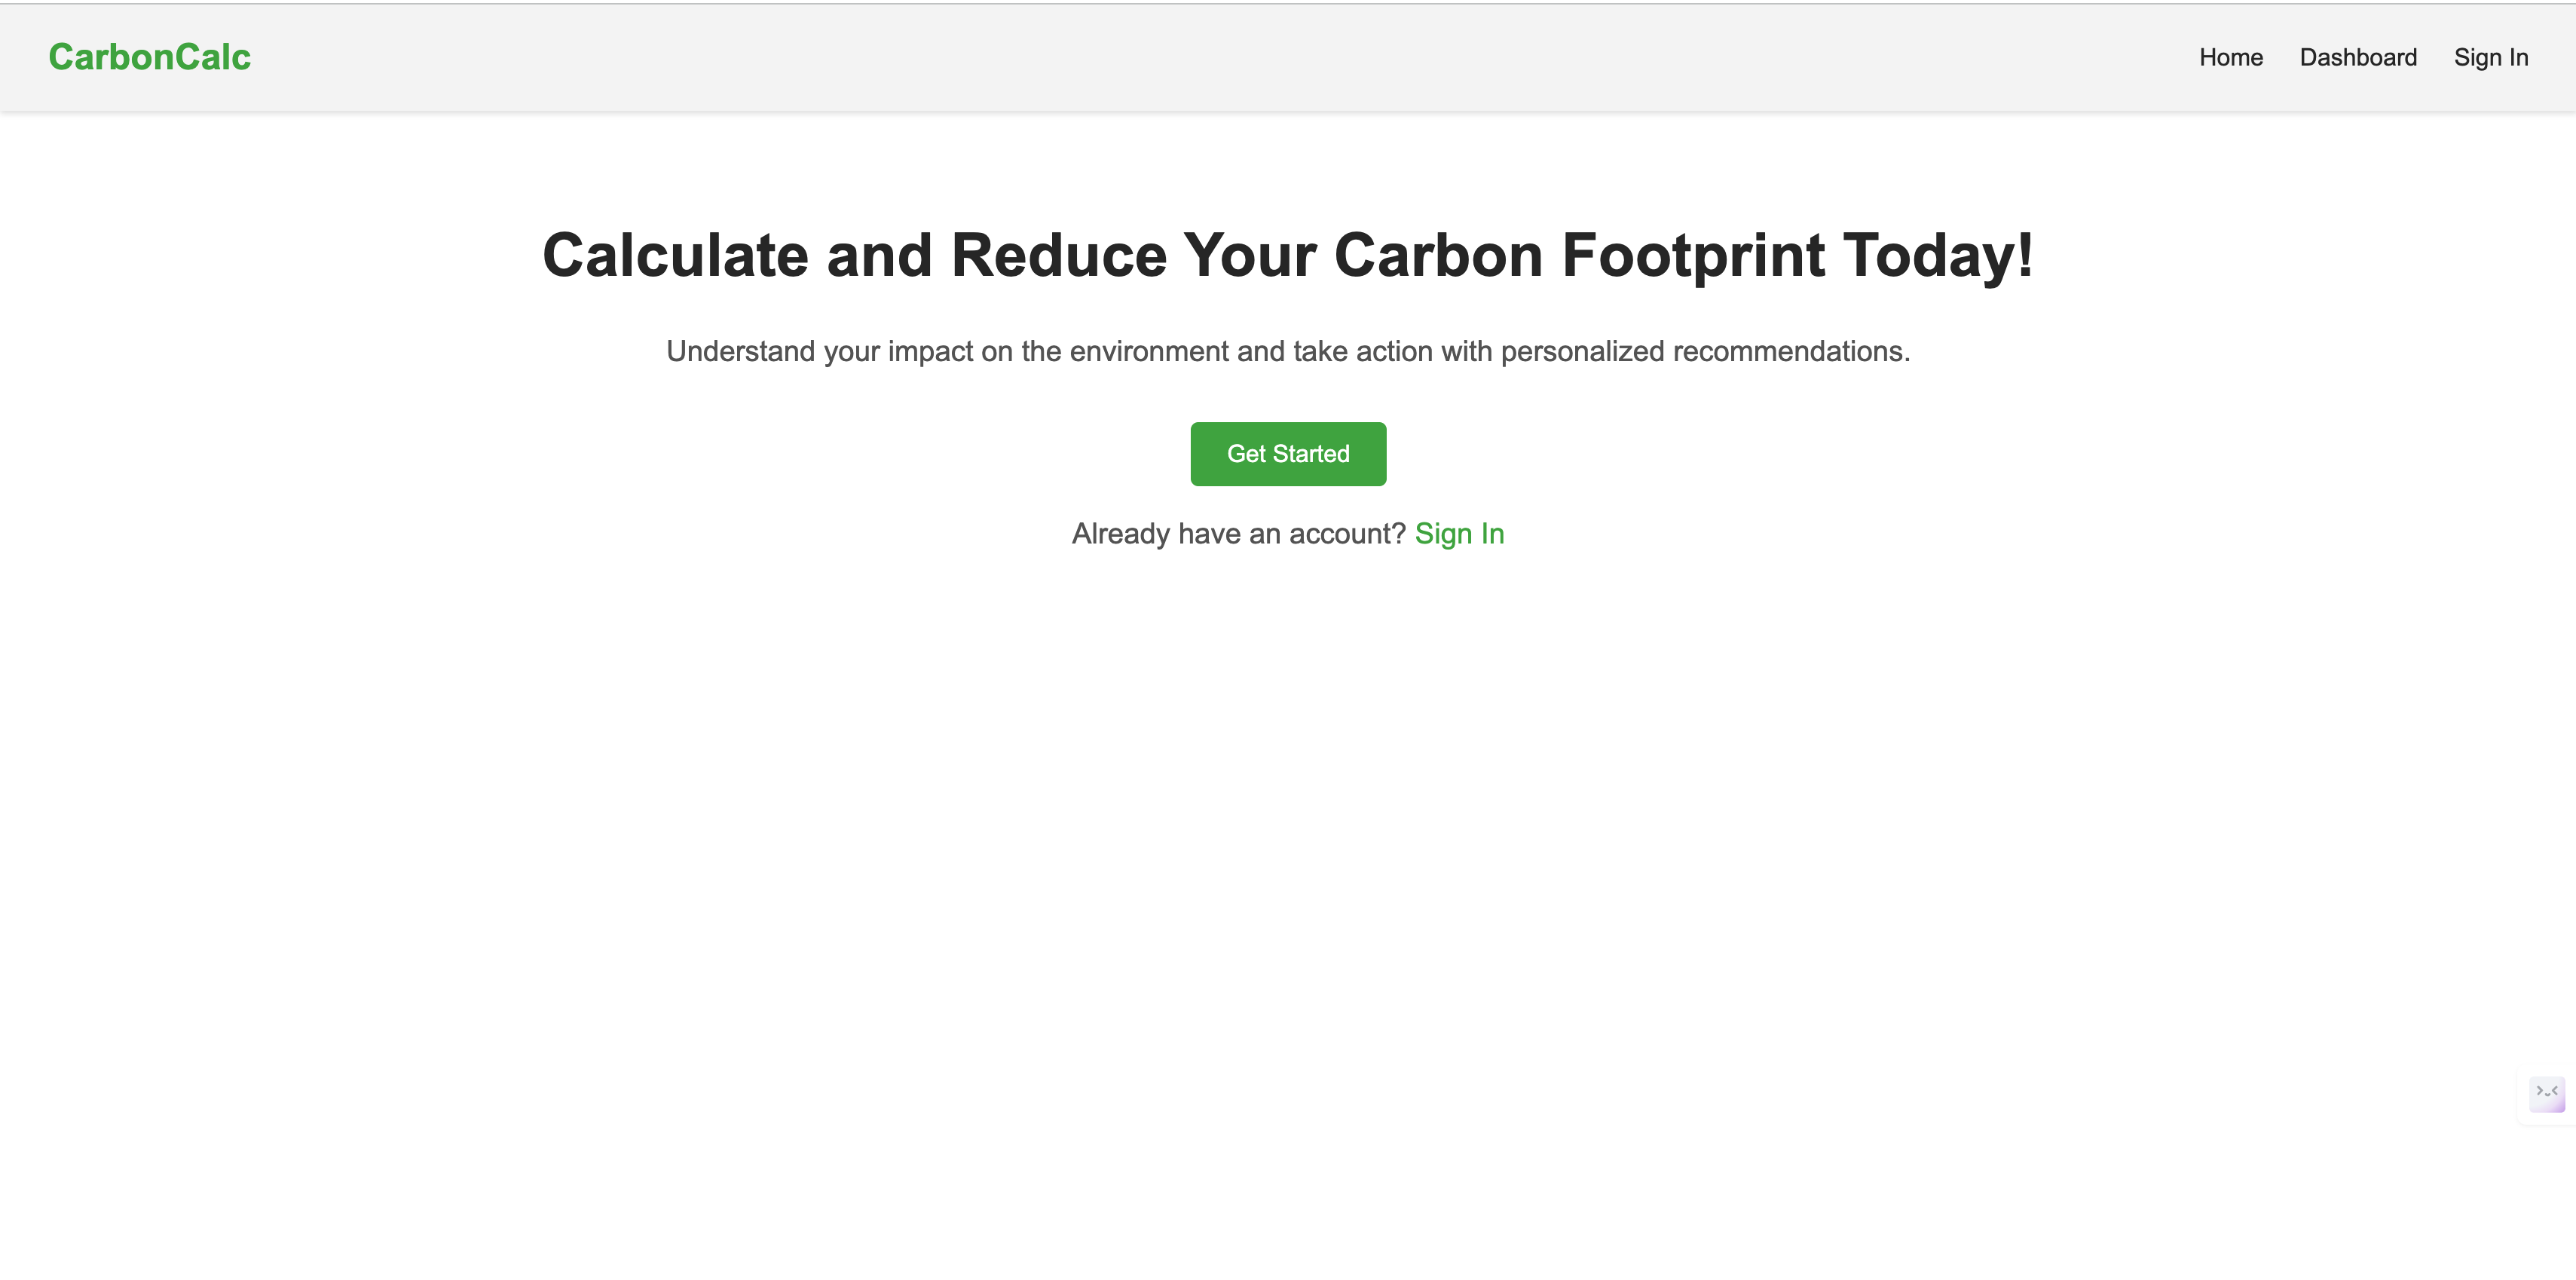 CarbonCalc
Home Dashboard Sign In
Calculate and Reduce Your Carbon Footprint Today!
Understand your impact on the environment and take action with personalized recommendations.
Get Started
Already have an account? Sign In